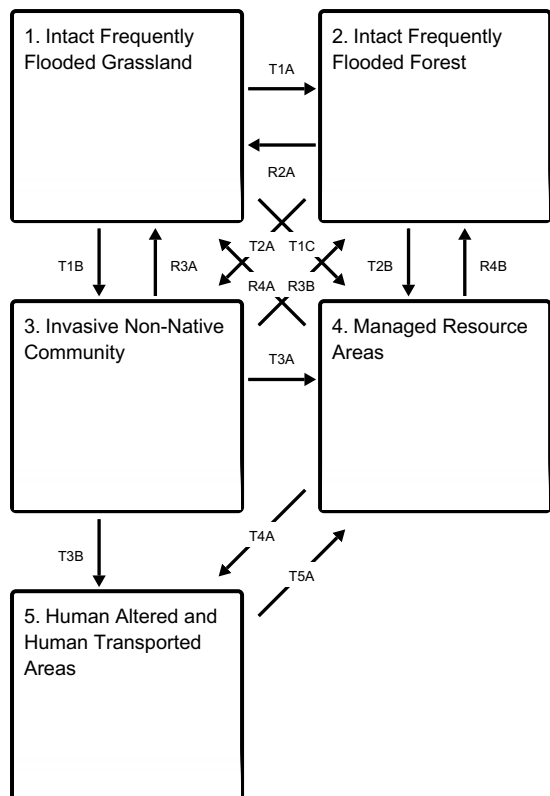 1. Intact Frequently
Flooded Grassland
2. Intact Frequently
Flooded Forest
T1A
R2A
T1B
R3A
T2A
T1C
R4A
R3B
T2B
R4B
3. Invasive Non-Native
Community
4. Managed Resource
Areas
T3A
T3B
T4A
T5A
5. Human Altered and
Human Transported
Areas